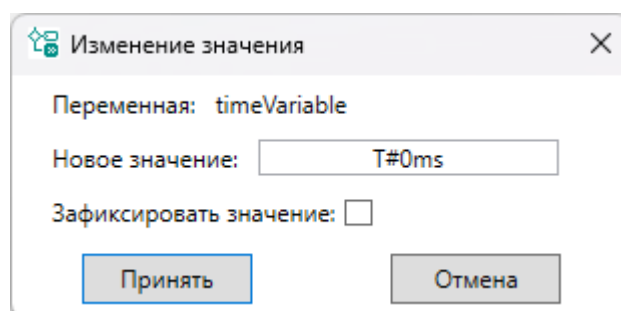 Изменение значения
Переменная: timeVariable
Новое значение: T#0ms
Зафиксировать значение:
Принять Отмена